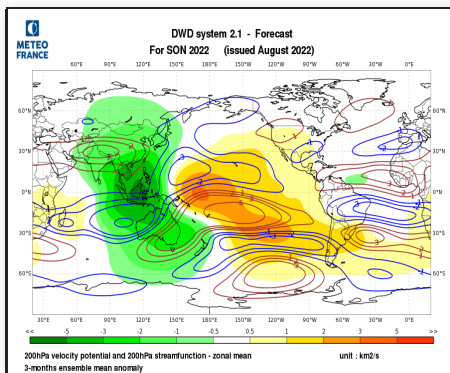 METEO
FRANCE
DWD system 2.1 - Forecast
For SON 2022 (issued August 2022)
60°E 90°E 120°E 150°E 180°W 150°W 120°W 90°W 60°W 30°W 0°E
60°N 60°N
30°N 30°N
0°N 0°N
30°S 30°S
60°S 60°S
30°E 60°E 90°E 120°E 150°E 180°W 150°W 120°W 90°W 60°W 30°W 0°E
<< -5 -3 -2 -1 -0.5 0.5 1 2 3 5 >>
200hPa velocity potential and 200hPa streamfunction - zonal mean unit : km2/s
3-months ensemble mean anomaly